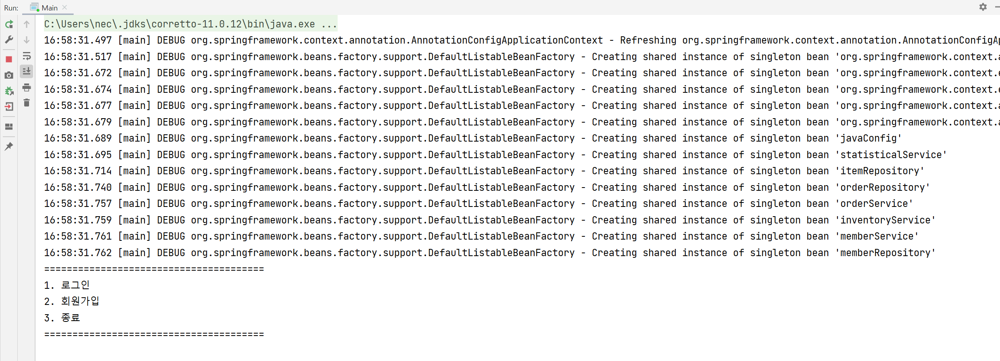 Run: Main
C:\Users\nec\.jdks\corretto-11.0.12\bin\java.exe ...
16:58:31.497 [main] DEBUG org.springframework.context.annotation.AnnotationConfigApplicationContext - Refreshing org.springframework.context.annotation.AnnotationConfigAp
16:58:31.517 [main] DEBUG org.springframework.beans.factory.support.DefaultListableBeanFactory - Creating shared instance of singleton bean 'org.springframework.context.a
16:58:31.672 [main] DEBUG org.springframework.beans.factory.support.DefaultListableBeanFactory - Creating shared instance of singleton bean 'org.springframework.context.e
16:58:31.674 [main] DEBUG org.springframework.beans.factory.support.DefaultListableBeanFactory - Creating shared instance of singleton bean 'org.springframework.context.e
16:58:31.677 [main] DEBUG org.springframework.beans.factory.support.DefaultListableBeanFactory - Creating shared instance of singleton bean 'org.springframework.context.a
16:58:31.679 [main] DEBUG org.springframework.beans.factory.support.DefaultListableBeanFactory - Creating shared instance of singleton bean 'org.springframework.context.a
16:58:31.689 [main] DEBUG org.springframework.beans.factory.support.DefaultListableBeanFactory - Creating shared instance of singleton bean 'javaConfig'
16:58:31.695 [main] DEBUG org.springframework.beans.factory.support.DefaultListableBeanFactory - Creating shared instance of singleton bean 'statisticalService'
16:58:31.714 [main] DEBUG org.springframework.beans.factory.support.DefaultListableBeanFactory - Creating shared instance of singleton bean 'itemRepository'
16:58:31.740 [main] DEBUG org.springframework.beans.factory.support.DefaultListableBeanFactory - Creating shared instance of singleton bean 'orderRepository'
16:58:31.757 [main] DEBUG org.springframework.beans.factory.support.DefaultListableBeanFactory - Creating shared instance of singleton bean 'orderService'
16:58:31.759 [main] DEBUG org.springframework.beans.factory.support.DefaultListableBeanFactory - Creating shared instance of singleton bean 'inventoryService'
16:58:31.761 [main] DEBUG org.springframework.beans.factory.support.DefaultListableBeanFactory - Creating shared instance of singleton bean 'memberService'
16:58:31.762 [main] DEBUG org.springframework.beans.factory.support.DefaultListableBeanFactory - Creating shared instance of singleton bean 'memberRepository'
=======================================
1. 로그인
2. 회원가입
3. 종료
=======================================